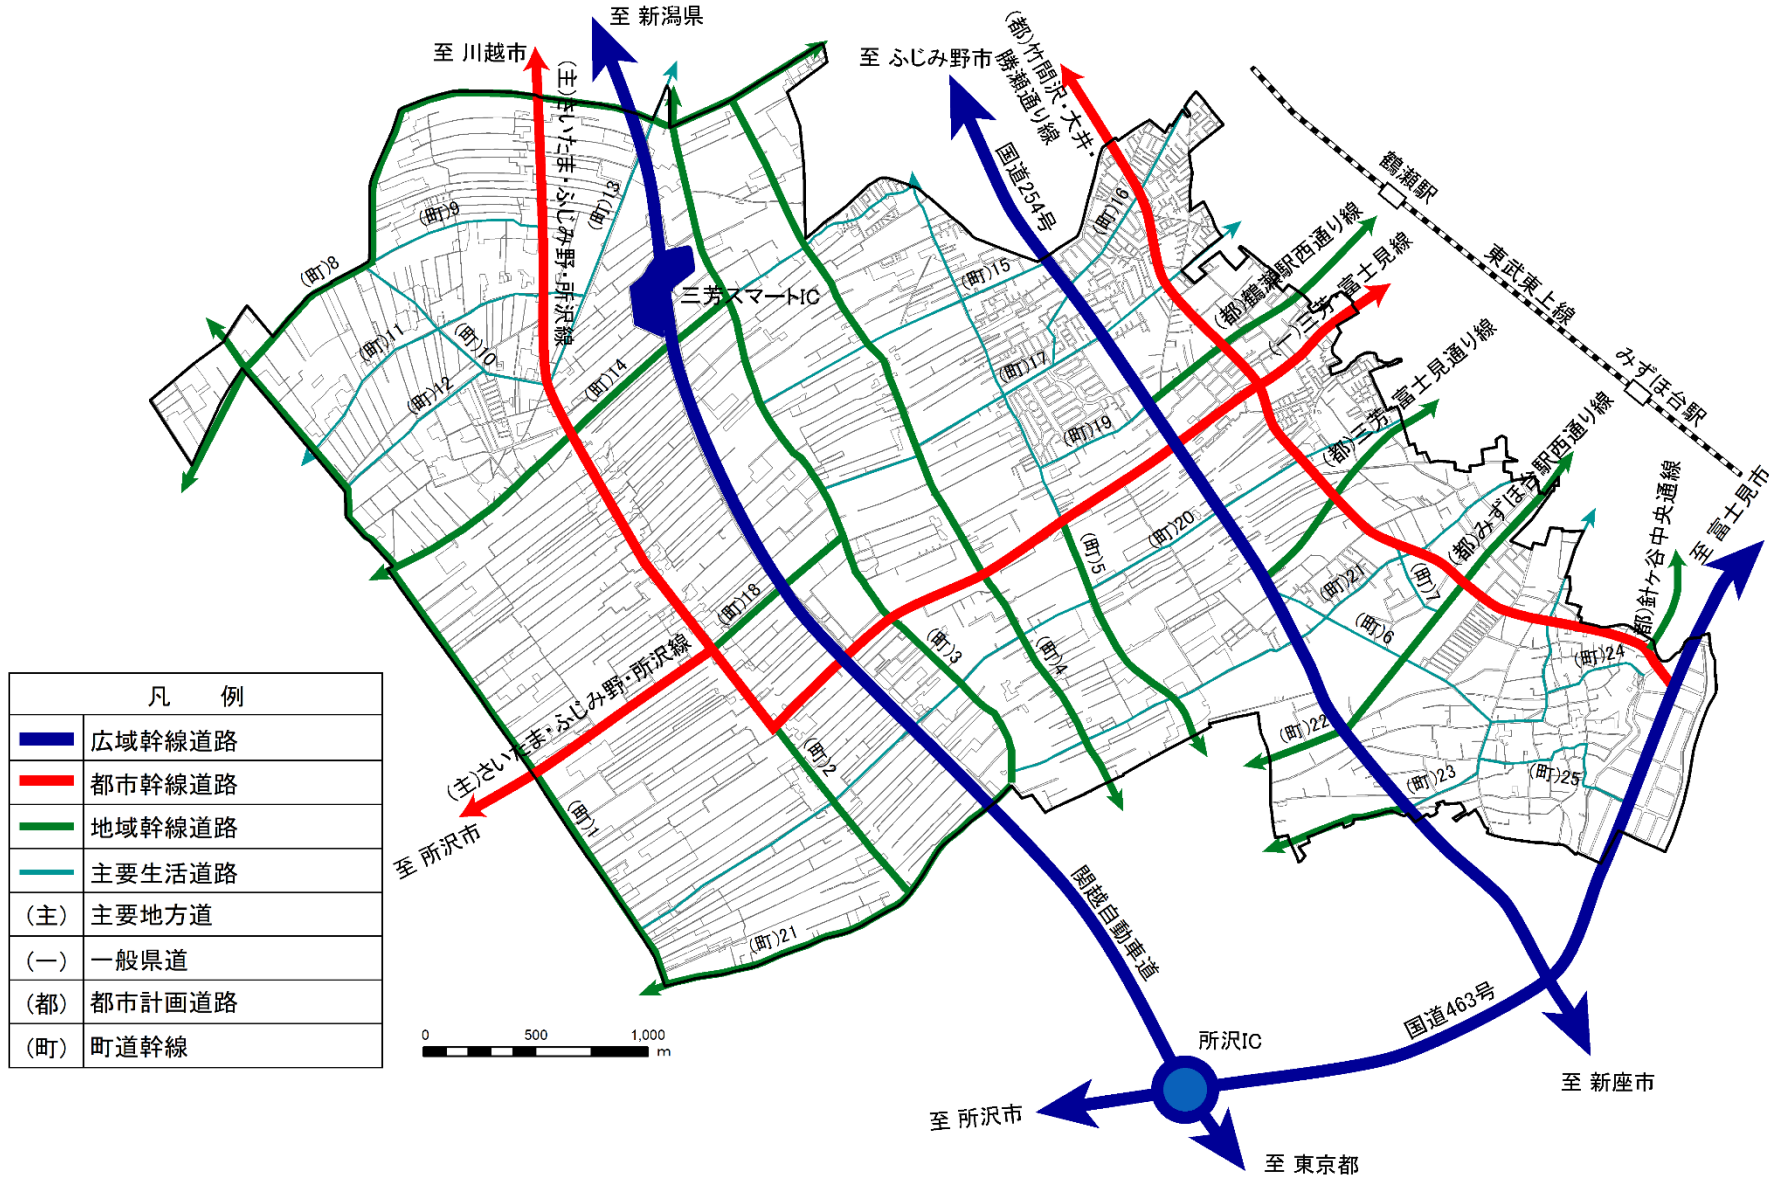 至 新潟県
至 川越市
(主)さいたま・ふじみ野・所沢線
至 ふじみ野市
(都)竹間沢・大井・
勝瀬通り線
国道254号
鶴瀬駅
東武東上線
みずほ台駅
(町)9
(町)13
(町)16
(町)8
(町)15
(都)鶴瀬駅西通り線
(一)三芳 富士見線
三芳スマートIC
(町)11
(町)10
(町)12
(町)14
(町)17
(町)19
(都)三芳 富士見通り線
(都)みずほ台駅西通り線
(都)針ケ谷中央通線
至 富士見市
(町)5
(町)20
(町)21
(町)7
(町)6
(町)18
(町)3
(町)4
(町)24
(主)さいたま・ふじみ野・所沢線
(町)2
(町)22
(町)23
(町)25
至 所沢市
(町)1
(町)21
関越自動車道
凡 例
広域幹線道路
都市幹線道路
地域幹線道路
主要生活道路
(主) 主要地方道
(一) 一般県道
(都) 都市計画道路
(町) 町道幹線
0 500 1,000
m
国道463号
所沢IC
至 新座市
至 所沢市
至 東京都